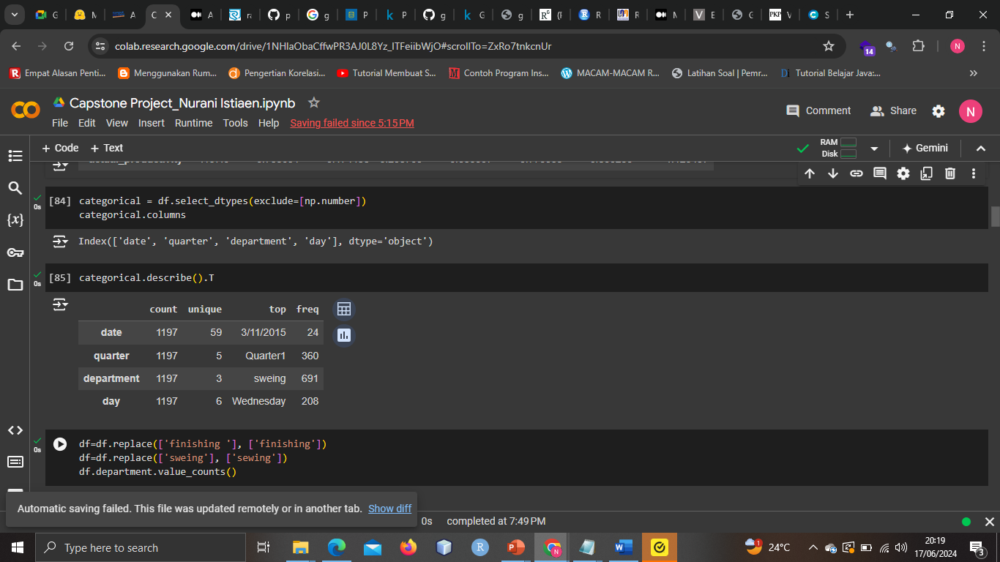 G
M
A
C
A
ra
p
g
P
P
g
G
g
(F
R
R
M
E
G
V
S
colab.research.google.com/drive/1NHlaObaCffwPR3AJ0L8Yz_ITFeiibWjO#scrollTo=ZxRo7tnkcnUr
14
N
Empat Alasan Penti...
Menggunakan Rum...
Pengertian Korelasi...
Tutorial Membuat S...
Contoh Program Ins...
MACAM-MACAM R...
Latihan Soal | Pemr...
Tutorial Belajar Java:...
Capstone Project_Nurani Istiaen.ipynb
Comment
Share
N
File Edit View Insert Runtime Tools Help Saving failed since 5:15 PM
+ Code + Text
RAM
Disk
Gemini
[84] categorical = df.select_dtypes(exclude=[np.number])
0s
categorical.columns
Index(['date', 'quarter', 'department', 'day'], dtype='object')
[85] categorical.describe().T
0s
count unique top freq
date 1197 59 3/11/2015 24
quarter 1197 5 Quarter1 360
department 1197 3 sweing 691
day 1197 6 Wednesday 208
df=df.replace(['finishing '], ['finishing'])
0s
df=df.replace(['sweing'], ['sewing'])
df.department.value_counts()
Automatic saving failed. This file was updated remotely or in another tab. Show diff
0s completed at 7:49 PM
Type here to search
24°C
20:19
17/06/2024
3